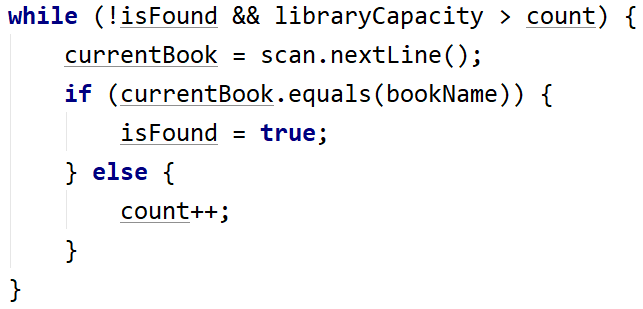 while (!isFound && libraryCapacity > count) {
    currentBook = scan.nextLine();
    if (currentBook.equals(bookName)) {
        isFound = true;
    } else {
        count++;
    }
}